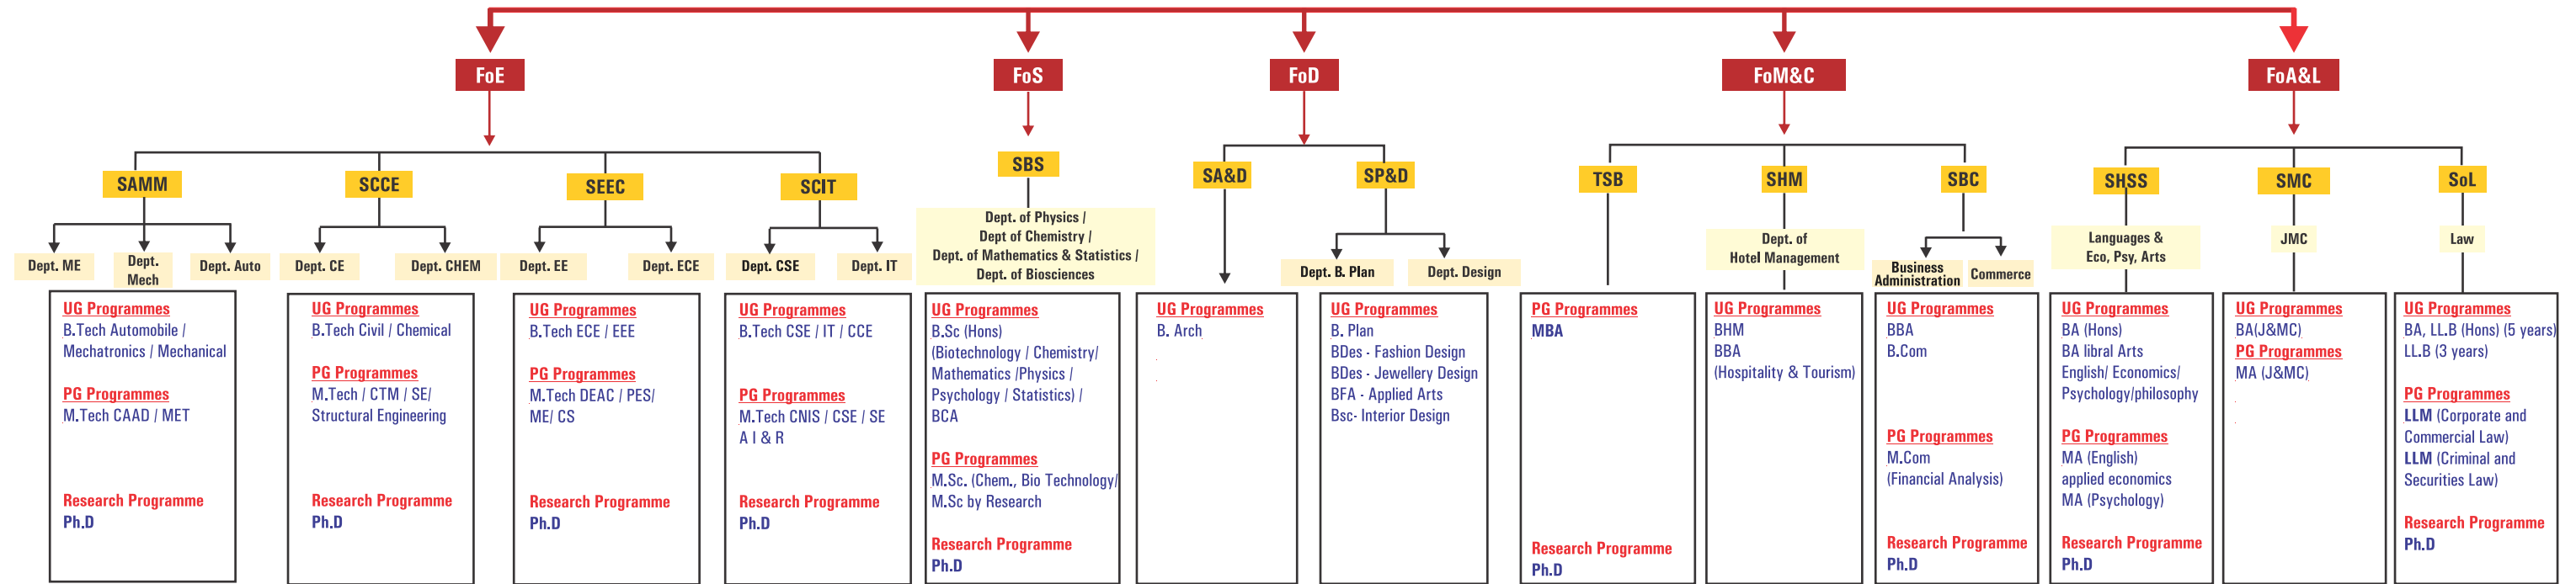 FoE
FoS
FoD
FoM&C
FoA&L
SAMM
SCCE
SEEC
SCIT
SBS
SA&D
SP&D
TSB
SHM
SBC
SHSS
SMC
SoL
Dept. ME
Dept.
Mech
Dept. Auto
Dept. CE
Dept. CHEM
Dept. EE
Dept. ECE
Dept. CSE
Dept. IT
Dept. of Physics /
Dept of Chemistry /
Dept. of Mathematics & Statistics /
Dept. of Biosciences
Dept. B. Plan
Dept. Design
Dept. of
Hotel Management
Business
Administration
Commerce
Languages &
Eco, Psy, Arts
JMC
Law
UG Programmes
B.Tech Automobile /
Mechatronics / Mechanical
PG Programmes
M.Tech CAAD / MET
Research Programme
Ph.D
UG Programmes
B.Tech Civil / Chemical
PG Programmes
M.Tech / CTM / SE/
Structural Engineering
Research Programme
Ph.D
UG Programmes
B.Tech ECE / EEE
PG Programmes
M.Tech DEAC / PES/
ME/ CS
Research Programme
Ph.D
UG Programmes
B.Tech CSE / IT / CCE
PG Programmes
M.Tech CNIS / CSE / SE
A I & R
Research Programme
Ph.D
UG Programmes
B.Sc (Hons)
(Biotechnology / Chemistry/
Mathematics /Physics /
Psychology / Statistics) /
BCA
PG Programmes
M.Sc. (Chem., Bio Technology/
M.Sc by Research
Research Programme
Ph.D
UG Programmes
B. Arch
UG Programmes
B. Plan
BDes - Fashion Design
BDes - Jewellery Design
BFA - Applied Arts
Bsc- Interior Design
PG Programmes
MBA
Research Programme
Ph.D
UG Programmes
BHM
BBA
(Hospitality & Tourism)
UG Programmes
BBA
B.Com
PG Programmes
M.Com
(Financial Analysis)
Research Programme
Ph.D
UG Programmes
BA (Hons)
BA libral Arts
English/ Economics/
Psychology/philosophy
PG Programmes
MA (English)
applied economics
MA (Psychology)
Research Programme
Ph.D
UG Programmes
BA(J&MC)
PG Programmes
MA (J&MC)
UG Programmes
BA, LL.B (Hons) (5 years)
LL.B (3 years)
PG Programmes
LLM (Corporate and
Commercial Law)
LLM (Criminal and
Securities Law)
Research Programme
Ph.D